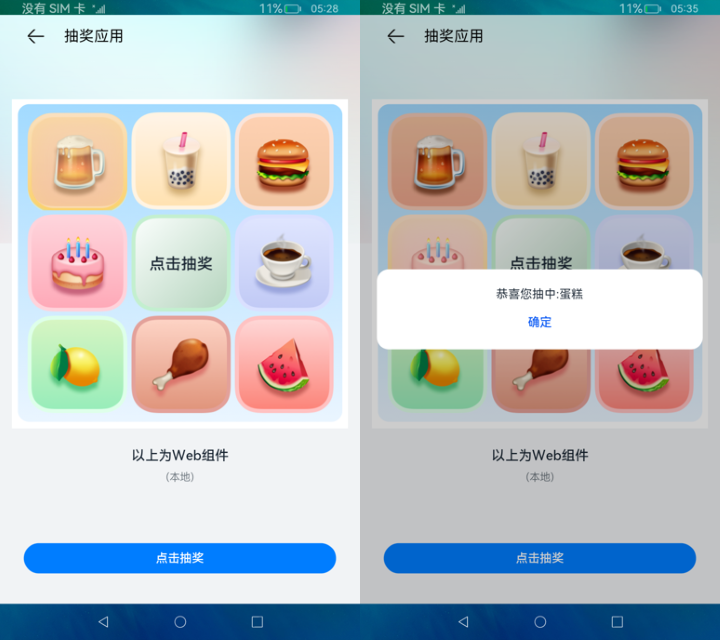 没有 SIM 卡
11%
05:28
抽奖应用
点击抽奖
以上为Web组件
(本地)
点击抽奖
没有 SIM 卡
11%
05:35
抽奖应用
点击抽奖
恭喜您抽中:蛋糕
确定
以上为Web组件
(本地)
点击抽奖